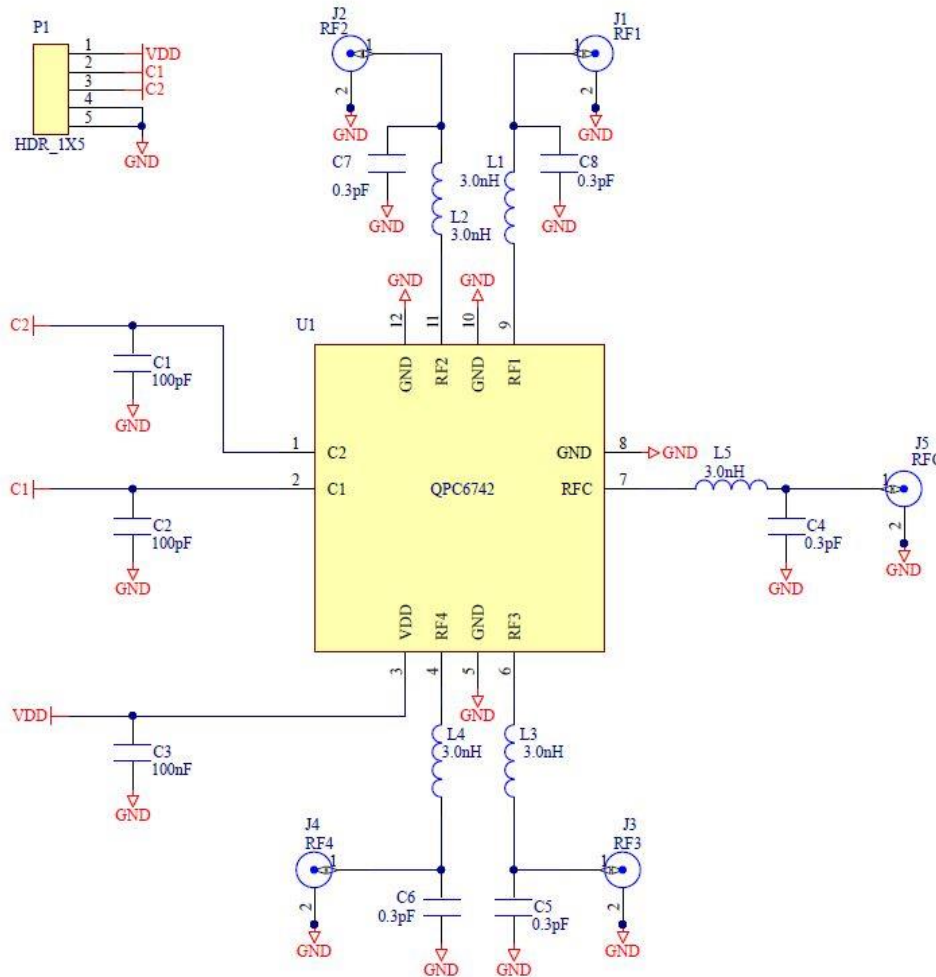 P1
1 VDD
2 C1
3 C2
4
5
HDR_1X5
GND
J2
RF2
1
2
GND
J1
RF1
1
2
GND
C7
0.3pF
GND
L2
3.0nH
L1
3.0nH
C8
0.3pF
GND
GND
GND
U1
12
11
10
9
GND
RF2
GND
RF1
C2
C1
100pF
GND
1
C2
C1
C2
100pF
GND
2
C1
QPC6742
GND
8
GND
RFC
7
L5
3.0nH
C4
0.3pF
GND
J5
RFC
1
2
GND
VDD
RF4
GND
RF3
3
4
5
6
GND
VDD
C3
100nF
GND
L4
3.0nH
L3
3.0nH
J4
RF4
1
2
GND
C6
0.3pF
GND
C5
0.3pF
GND
J3
RF3
1
2
GND